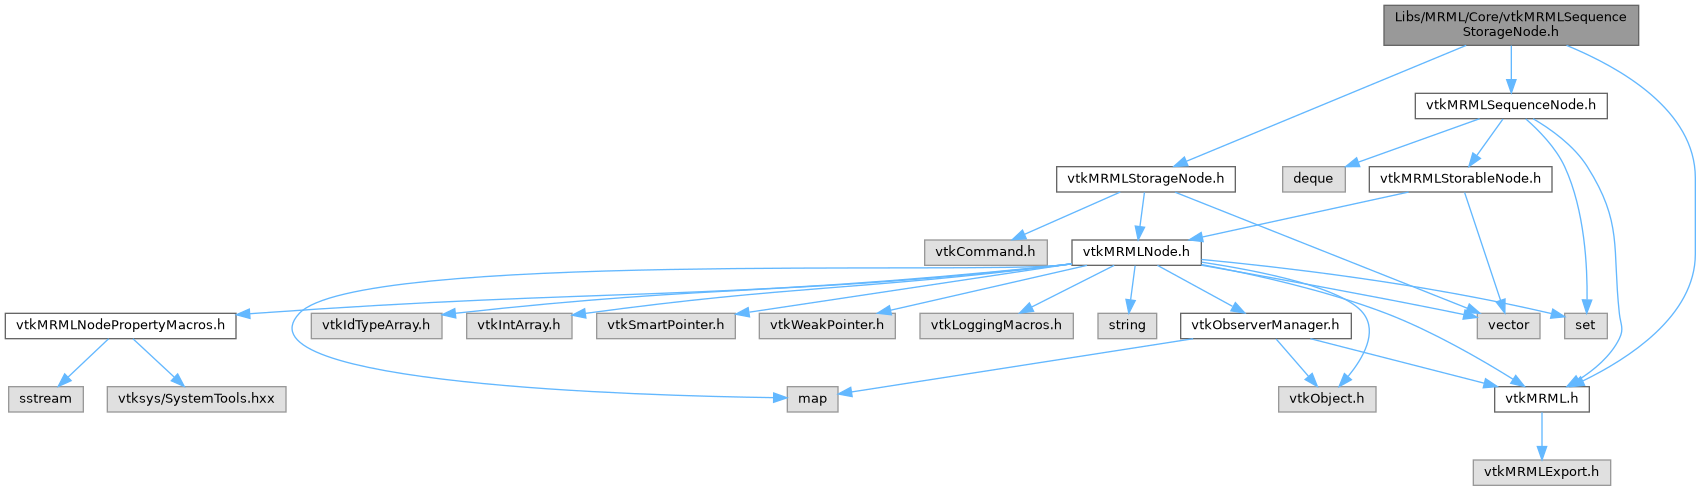 Libs/MRML/Core/vtkMRMLSequence
StorageNode.h
vtkMRMLSequenceNode.h
vtkMRMLStorageNode.h
deque
vtkMRMLStorableNode.h
vtkCommand.h
vtkMRMLNode.h
vtkMRMLNodePropertyMacros.h
vtkIdTypeArray.h
vtkIntArray.h
vtkSmartPointer.h
vtkWeakPointer.h
vtkLoggingMacros.h
string
vtkObserverManager.h
vector
set
sstream
vtksys/SystemTools.hxx
map
vtkObject.h
vtkMRML.h
vtkMRMLExport.h